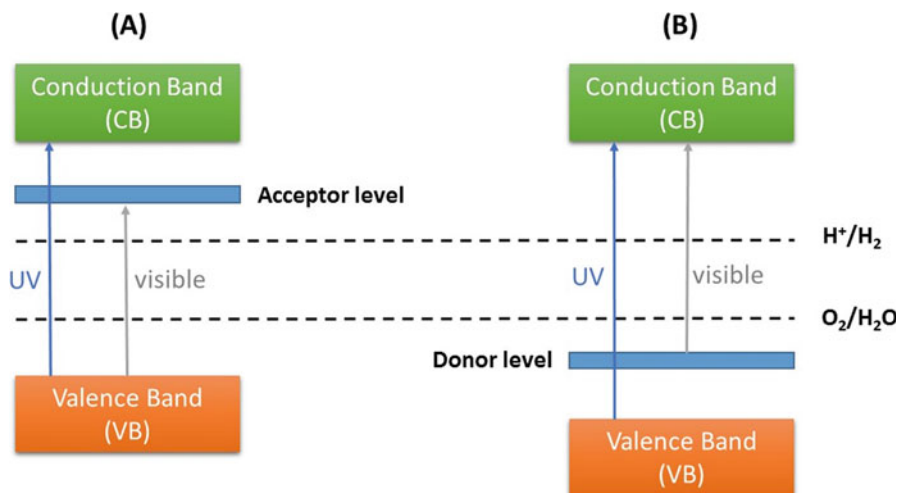 (A)
(B)
Conduction Band
(CB)
Conduction Band
(CB)
Acceptor level
H⁺/H₂
UV
visible
UV
visible
O₂/H₂O
Donor level
Valence Band
(VB)
Valence Band
(VB)